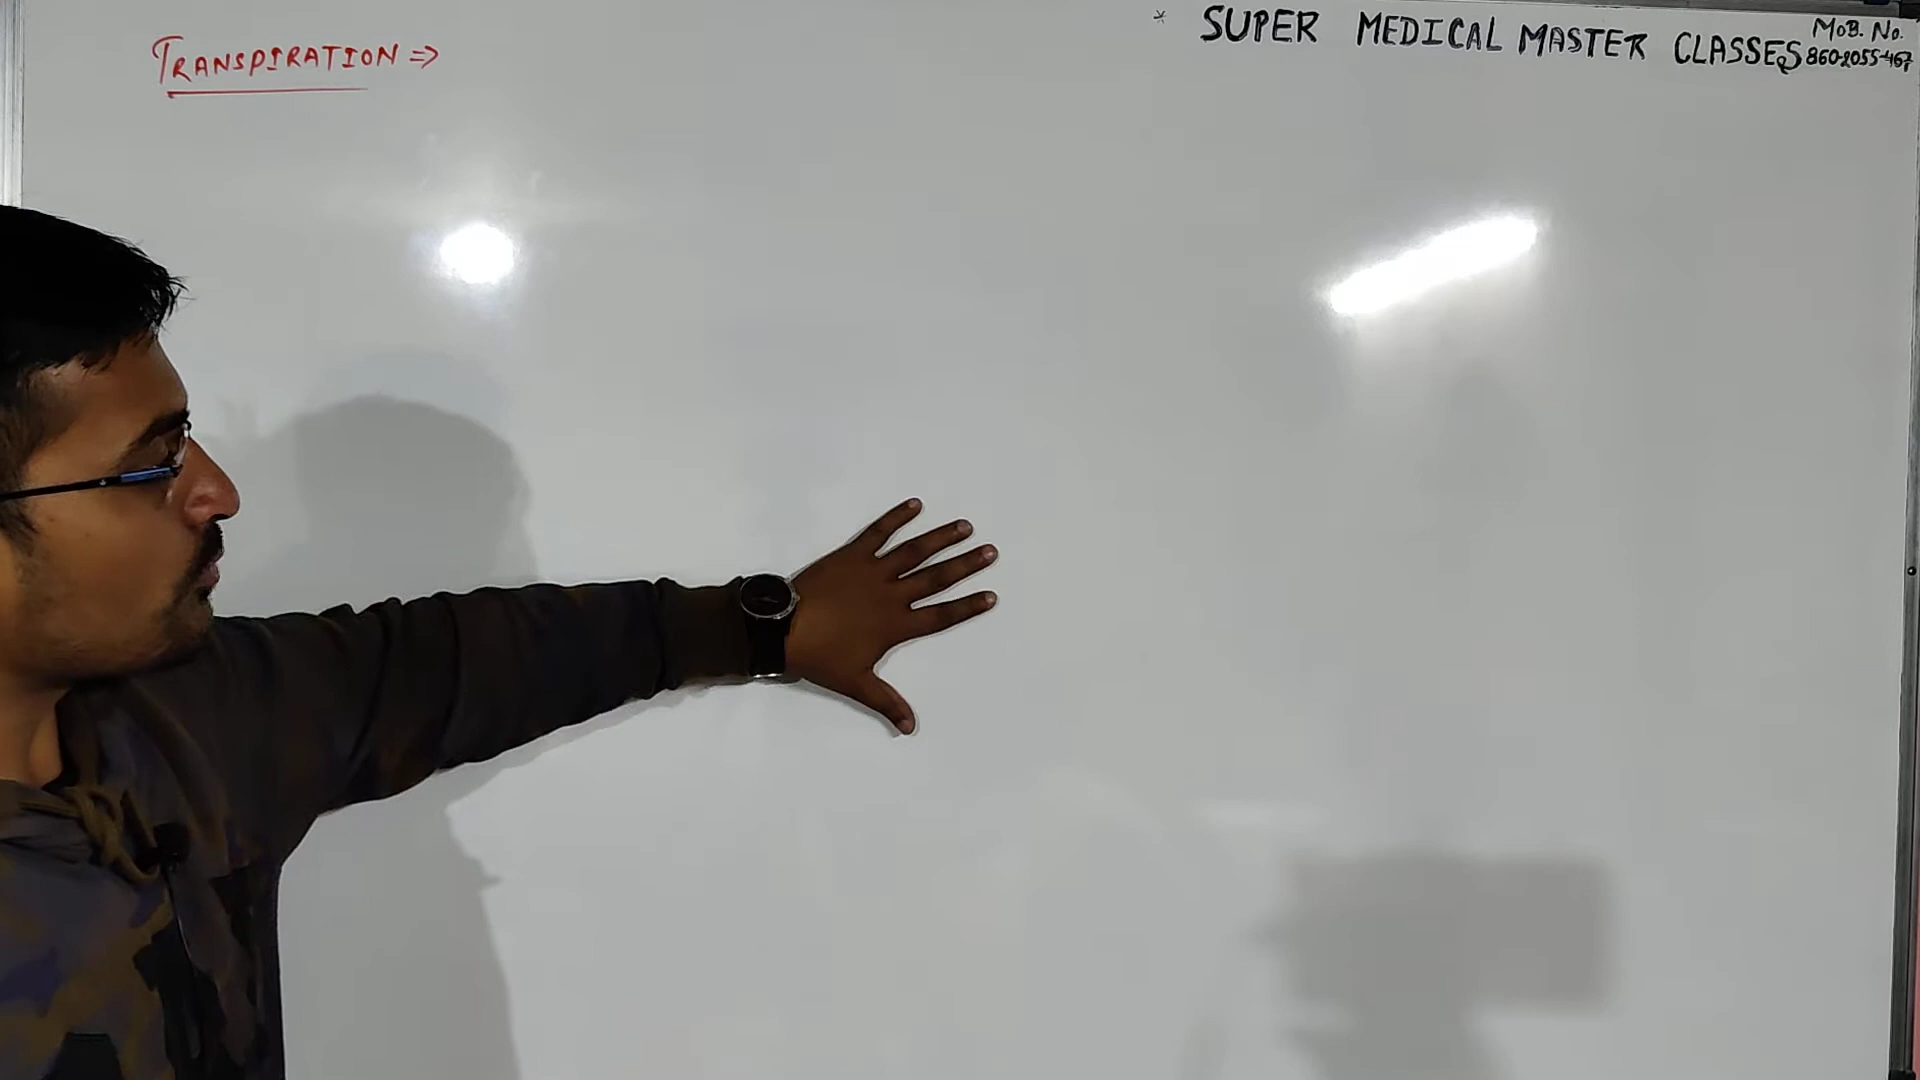 TRANSPIRATION ⇒
* SUPER MEDICAL MASTER CLASSES
MOB. No.
860-2055-467